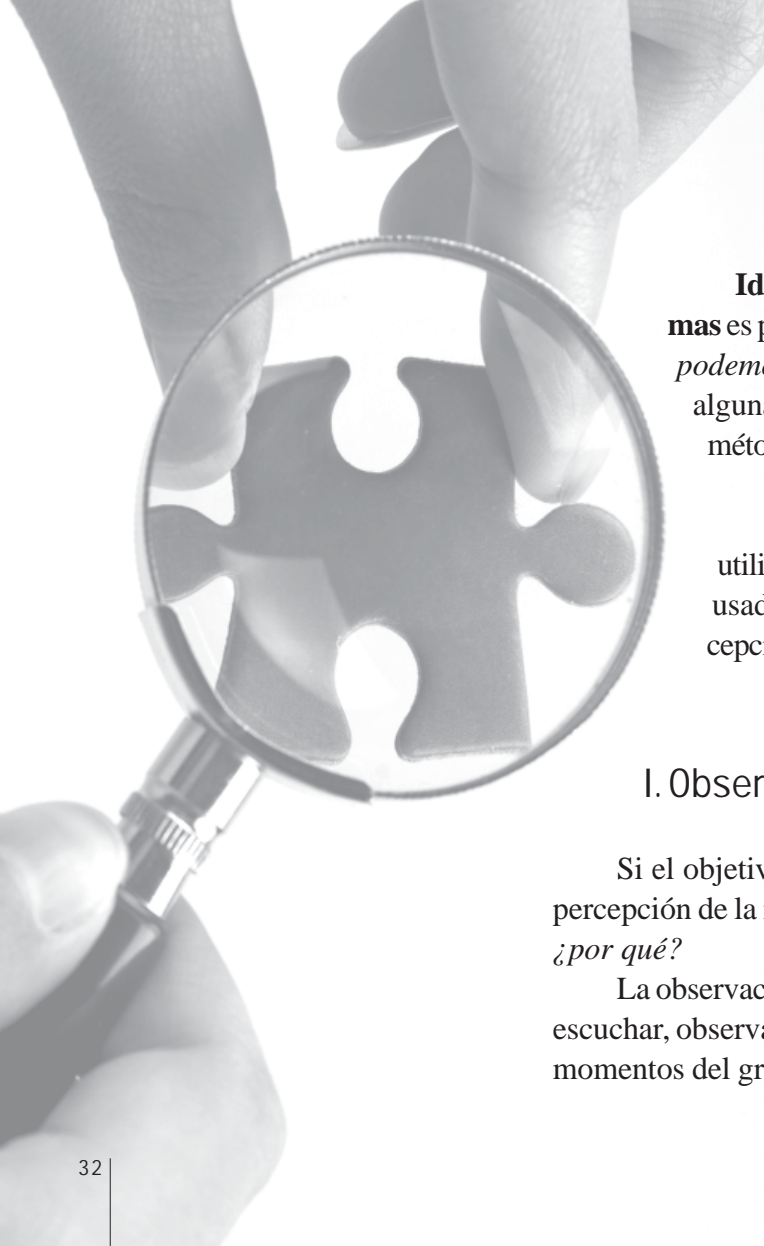 Id
mas es p
podemo
alguna
méto
utili
usad
cepci
I. Obser
Si el objetiv
percepción de la
¿por qué?
La observac
escuchar, observa
momentos del gr
32